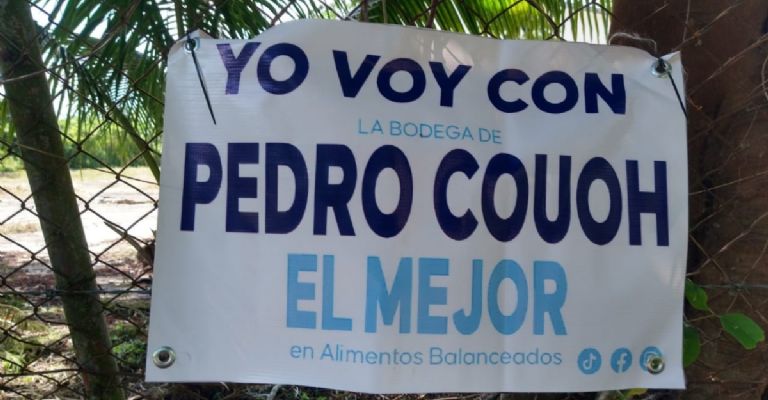 YO VOY CON
LA BODEGA DE
PEDRO COUOH
EL MEJOR
en Alimentos Balanceados